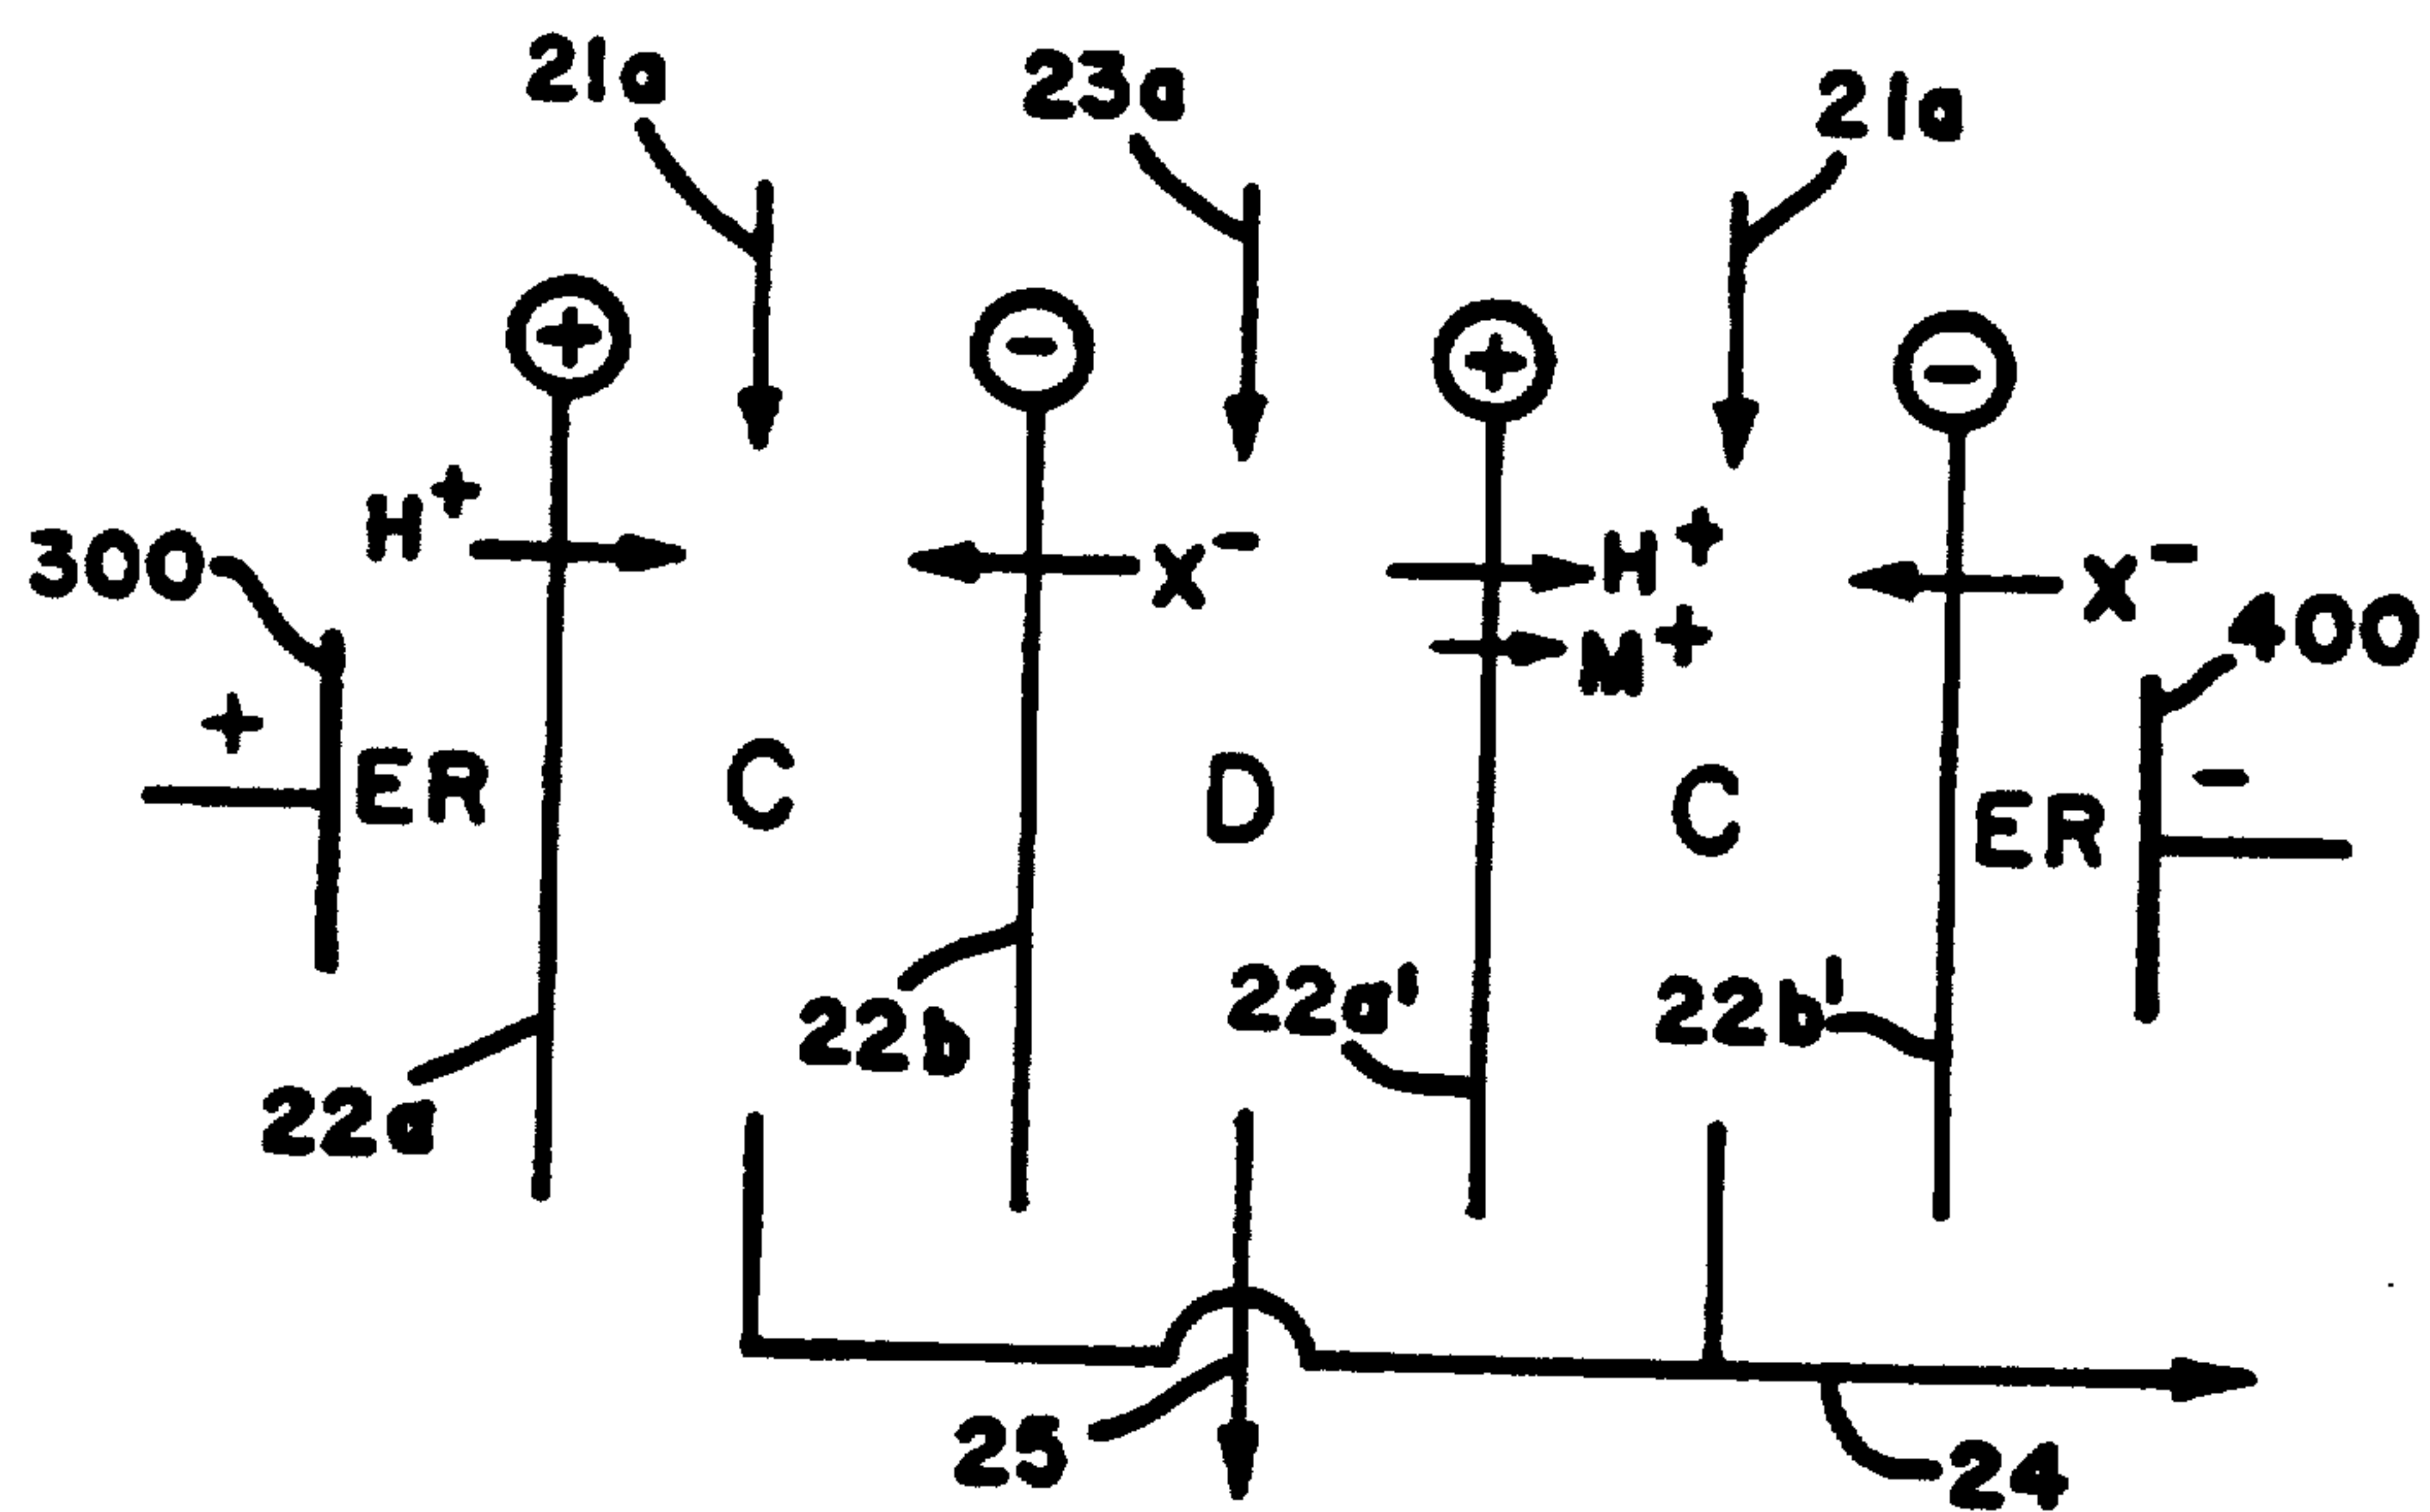 21a 23a 21a
+ - + -
H+ X- H+ X-
300 M+ 400
+ -
ER C D C ER
22b 22a' 22b'
22a
25 24